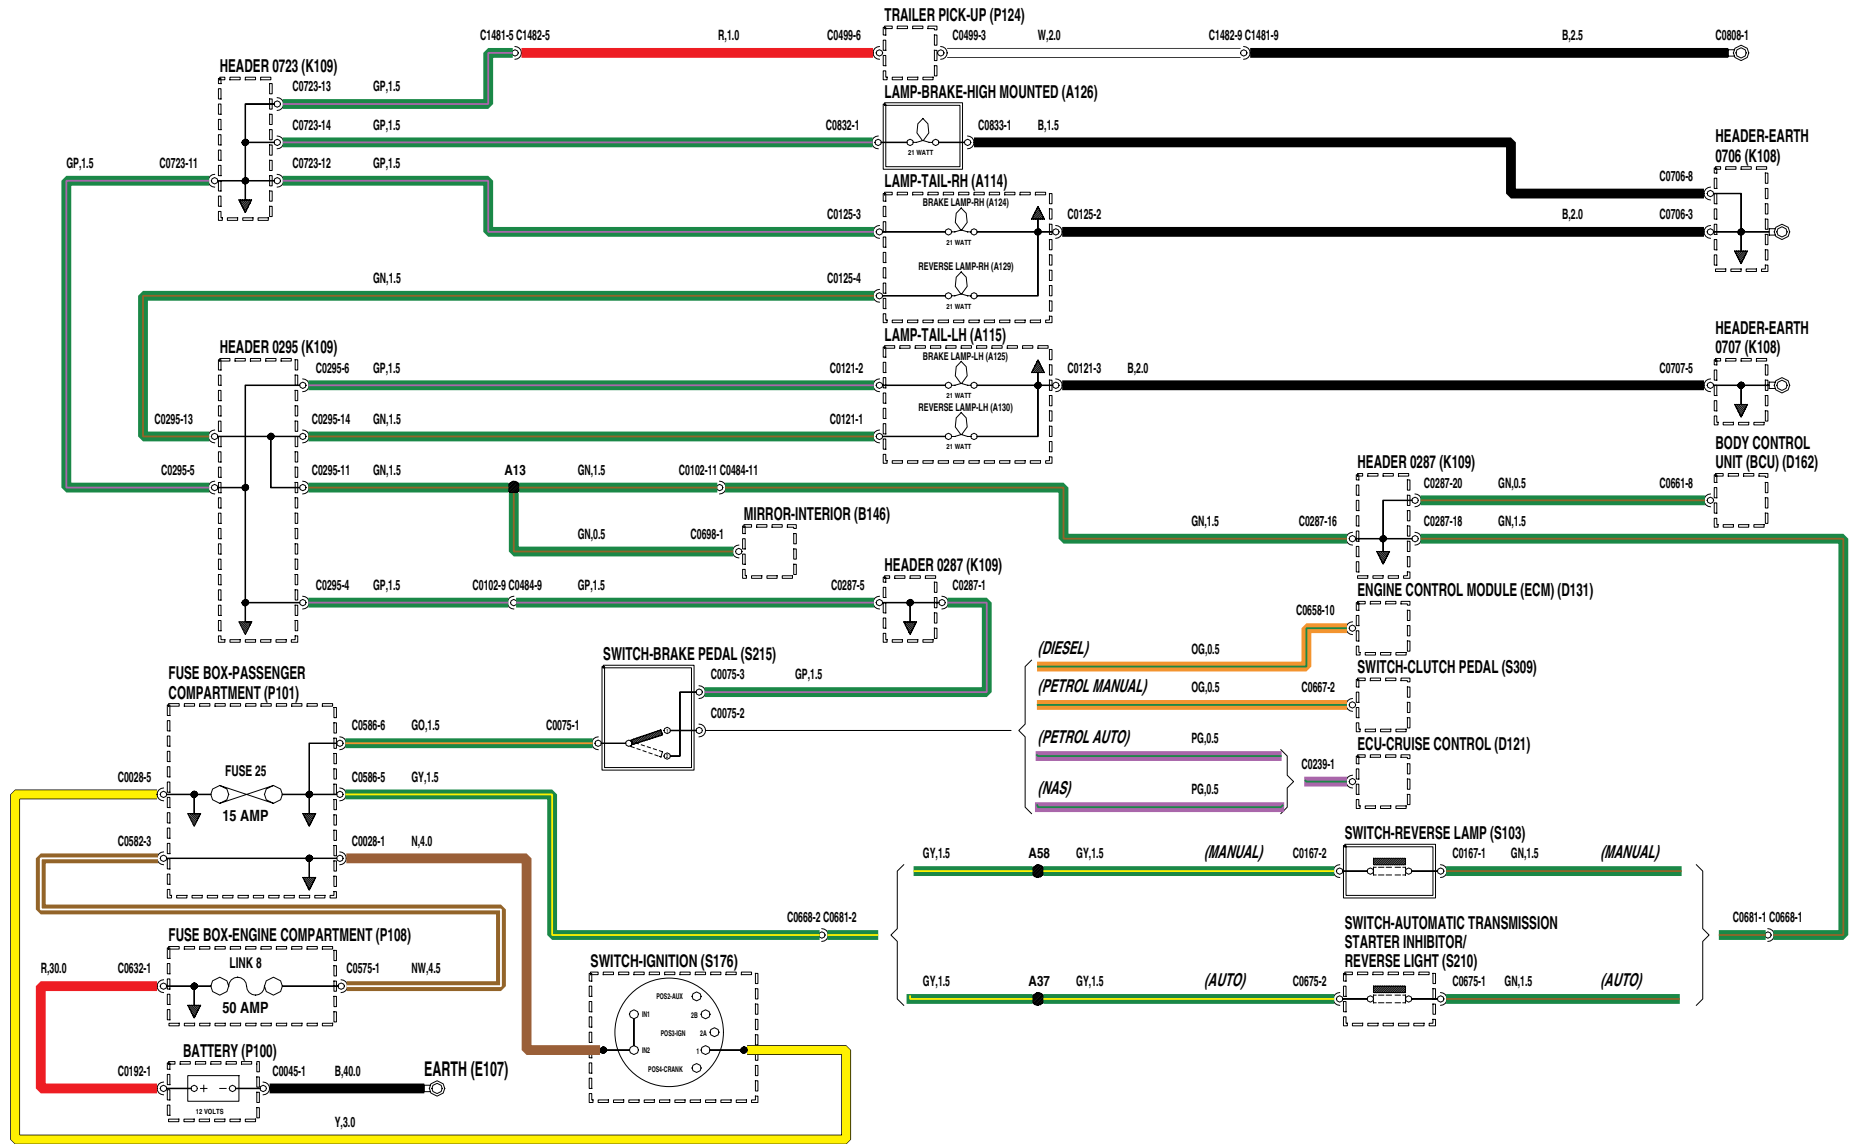 TRAILER PICK-UP (P124)
C1481-5 C1482-5
R,1.0
C0499-6
C0499-3
W,2.0
C1482-9 C1481-9
B,2.5
C0808-1
HEADER 0723 (K109)
C0723-13
GP,1.5
LAMP-BRAKE-HIGH MOUNTED (A126)
C0723-14
GP,1.5
C0832-1
21 WATT
C0833-1
B,1.5
HEADER-EARTH
0706 (K108)
GP,1.5
C0723-11
C0723-12
GP,1.5
C0706-8
LAMP-TAIL-RH (A114)
BRAKE LAMP-RH (A124)
C0125-3
21 WATT
C0125-2
B,2.0
C0706-3
REVERSE LAMP-RH (A129)
GN,1.5
C0125-4
21 WATT
HEADER-EARTH
0707 (K108)
LAMP-TAIL-LH (A115)
HEADER 0295 (K109)
BRAKE LAMP-LH (A125)
C0295-6
GP,1.5
C0121-2
21 WATT
C0121-3
B,2.0
C0707-5
REVERSE LAMP-LH (A130)
C0295-13
C0295-14
GN,1.5
C0121-1
21 WATT
BODY CONTROL
UNIT (BCU) (D162)
C0295-5
C0295-11
GN,1.5
A13
GN,1.5
C0102-11 C0484-11
HEADER 0287 (K109)
C0287-20
GN,0.5
C0661-8
MIRROR-INTERIOR (B146)
GN,0.5
C0698-1
GN,1.5
C0287-16
C0287-18
GN,1.5
HEADER 0287 (K109)
C0295-4
GP,1.5
C0102-9 C0484-9
GP,1.5
C0287-5
C0287-1
ENGINE CONTROL MODULE (ECM) (D131)
C0658-10
(DIESEL)
OG,0.5
SWITCH-BRAKE PEDAL (S215)
C0075-3
GP,1.5
SWITCH-CLUTCH PEDAL (S309)
(PETROL MANUAL)
OG,0.5
C0667-2
FUSE BOX-PASSENGER
COMPARTMENT (P101)
C0586-6
GO,1.5
C0075-1
C0075-2
(PETROL AUTO)
PG,0.5
ECU-CRUISE CONTROL (D121)
C0239-1
C0028-5
FUSE 25
15 AMP
C0586-5
GY,1.5
(NAS)
PG,0.5
C0582-3
C0028-1
N,4.0
SWITCH-REVERSE LAMP (S103)
GY,1.5
A58
GY,1.5
(MANUAL)
C0167-2
C0167-1
GN,1.5
(MANUAL)
C0668-2 C0681-2
C0681-1 C0668-1
SWITCH-AUTOMATIC TRANSMISSION
STARTER INHIBITOR/
REVERSE LIGHT (S210)
FUSE BOX-ENGINE COMPARTMENT (P108)
R,30.0
C0632-1
LINK 8
50 AMP
C0575-1
NW,4.5
SWITCH-IGNITION (S176)
GY,1.5
A37
GY,1.5
(AUTO)
C0675-2
C0675-1
GN,1.5
(AUTO)
POS2-AUX
IN1
2B
POS3-IGN
2A
IN2
1
POS4-CRANK
BATTERY (P100)
C0192-1
+ −
12 VOLTS
C0045-1
B,40.0
EARTH (E107)
Y,3.0